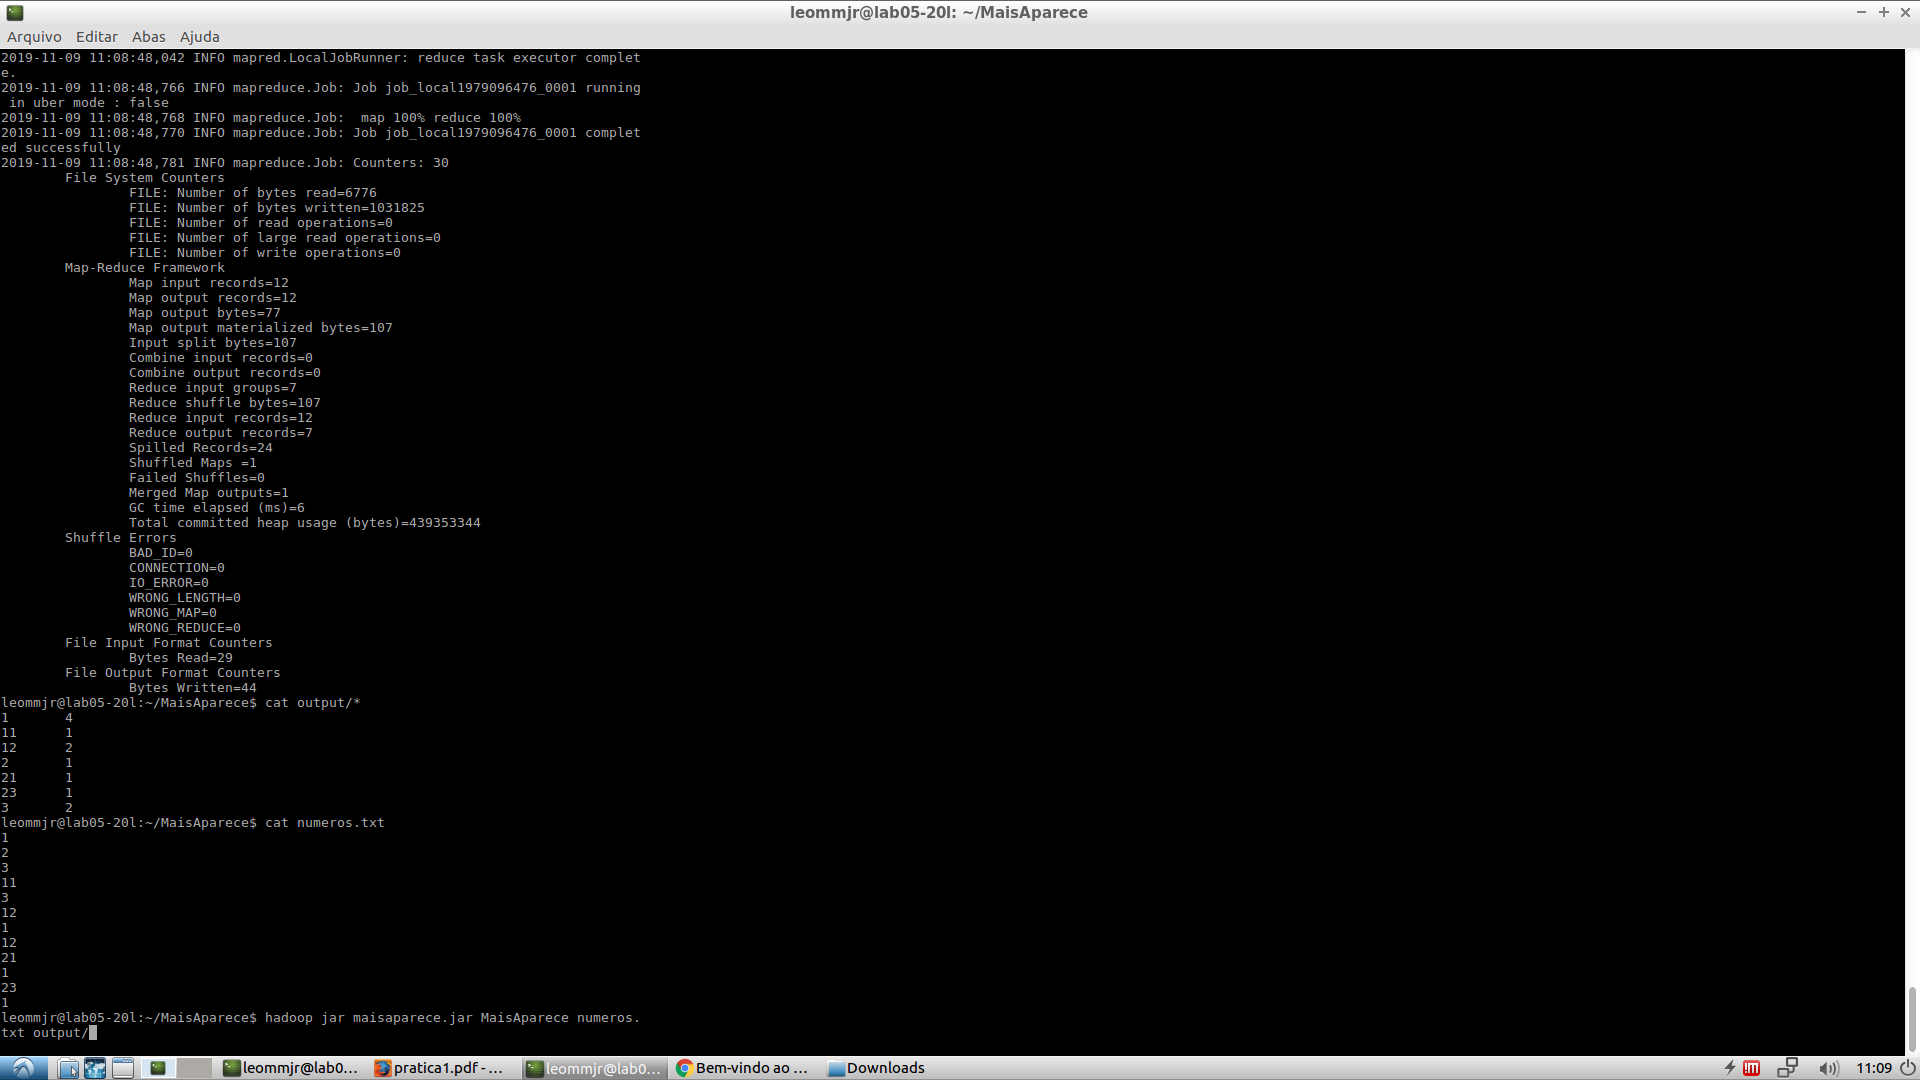 leommjr@lab05-20l: ~/MaisAparece
Arquivo Editar Abas Ajuda
2019-11-09 11:08:48,042 INFO mapred.LocalJobRunner: reduce task executor complet
e.
2019-11-09 11:08:48,766 INFO mapreduce.Job: Job job_local1979096476_0001 running
 in uber mode : false
2019-11-09 11:08:48,768 INFO mapreduce.Job:  map 100% reduce 100%
2019-11-09 11:08:48,770 INFO mapreduce.Job: Job job_local1979096476_0001 complet
ed successfully
2019-11-09 11:08:48,781 INFO mapreduce.Job: Counters: 30
File System Counters
FILE: Number of bytes read=6776
FILE: Number of bytes written=1031825
FILE: Number of read operations=0
FILE: Number of large read operations=0
FILE: Number of write operations=0
Map-Reduce Framework
Map input records=12
Map output records=12
Map output bytes=77
Map output materialized bytes=107
Input split bytes=107
Combine input records=0
Combine output records=0
Reduce input groups=7
Reduce shuffle bytes=107
Reduce input records=12
Reduce output records=7
Spilled Records=24
Shuffled Maps =1
Failed Shuffles=0
Merged Map outputs=1
GC time elapsed (ms)=6
Total committed heap usage (bytes)=439353344
Shuffle Errors
BAD_ID=0
CONNECTION=0
IO_ERROR=0
WRONG_LENGTH=0
WRONG_MAP=0
WRONG_REDUCE=0
File Input Format Counters
Bytes Read=29
File Output Format Counters
Bytes Written=44
leommjr@lab05-20l:~/MaisAparece$ cat output/*
1 4
11 1
12 2
2 1
21 1
23 1
3 2
leommjr@lab05-20l:~/MaisAparece$ cat numeros.txt
1
2
3
11
3
12
1
12
21
1
23
1
leommjr@lab05-20l:~/MaisAparece$ hadoop jar maisaparece.jar MaisAparece numeros.
txt output/
leommjr@lab0... pratica1.pdf - ... leommjr@lab0... Bem-vindo ao ... Downloads 11:09